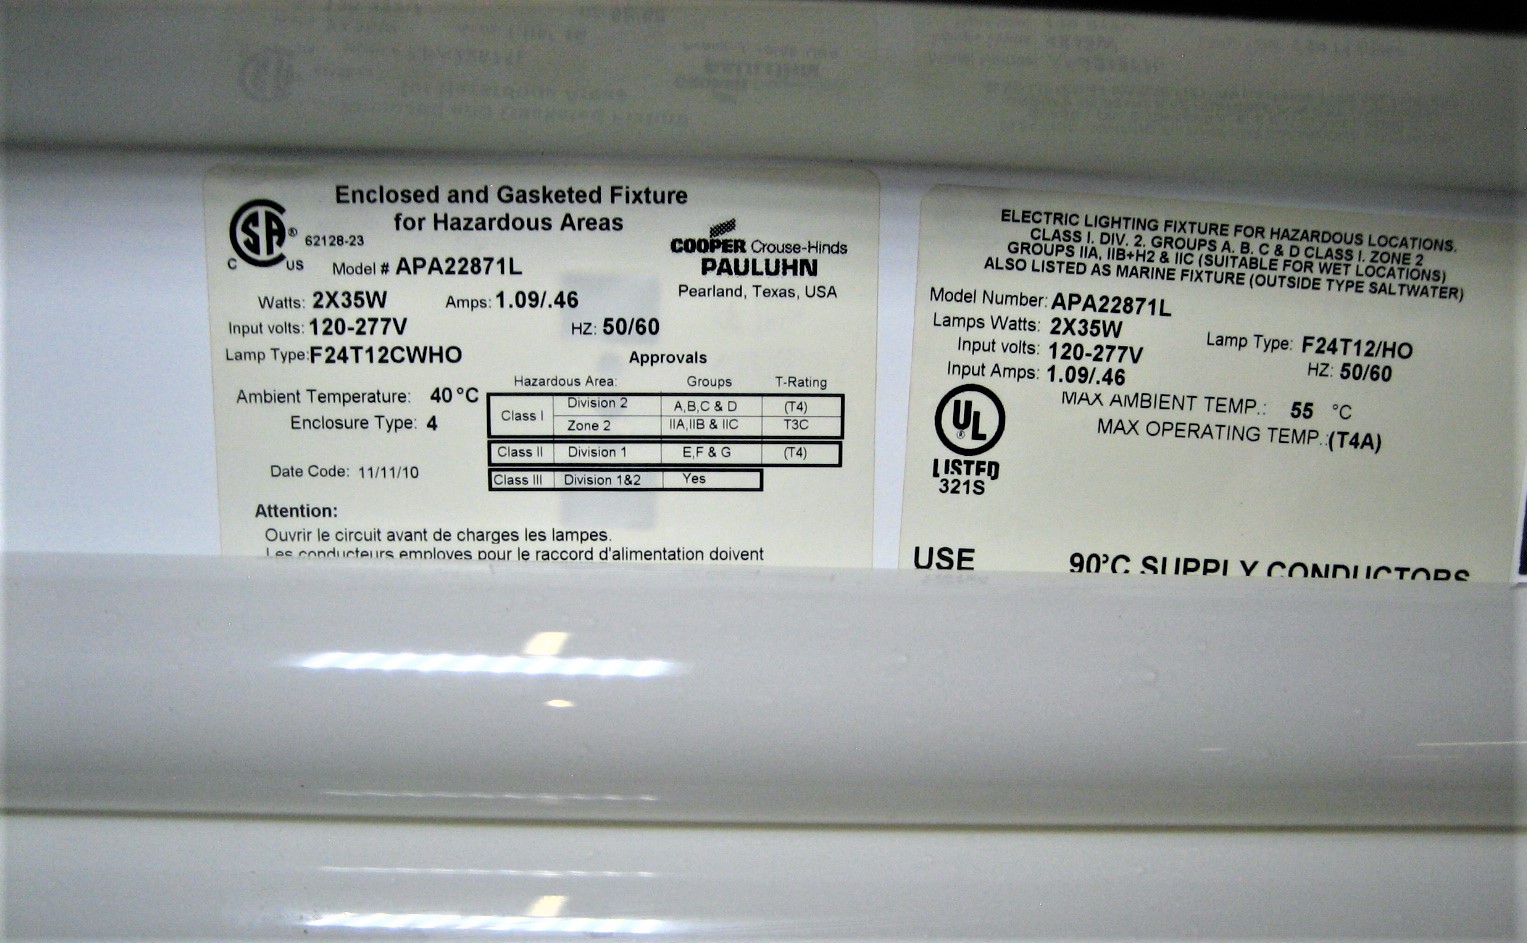 Enclosed and Gasketed Fixture
for Hazardous Areas
CSA® 62128-23
C US
Model # APA22871L
COOPER Crouse-Hinds
PAULUHN
Pearland, Texas, USA
Watts: 2X35W Amps: 1.09/.46
Input volts: 120-277V HZ: 50/60
Lamp Type: F24T12CWHO
Approvals
Ambient Temperature: 40°C
Enclosure Type: 4
Date Code: 11/11/10
Hazardous Area: Groups T-Rating
Class I Division 2 A,B,C & D (T4)
Zone 2 IIA,IIB & IIC T3C
Class II Division 1 E,F & G (T4)
Class III Division 1&2 Yes
Attention:
Ouvrir le circuit avant de charges les lampes.
Les conducteurs employes pour le raccord d'alimentation doivent
ELECTRIC LIGHTING FIXTURE FOR HAZARDOUS LOCATIONS.
CLASS I. DIV. 2. GROUPS A. B. C & D CLASS I. ZONE 2
GROUPS IIA, IIB+H2 & IIC (SUITABLE FOR WET LOCATIONS)
ALSO LISTED AS MARINE FIXTURE (OUTSIDE TYPE SALTWATER)
Model Number: APA22871L
Lamps Watts: 2X35W Lamp Type: F24T12/HO
Input volts: 120-277V HZ: 50/60
Input Amps: 1.09/.46
MAX AMBIENT TEMP.: 55 °C
MAX OPERATING TEMP.:(T4A)
UL®
LISTED
321S
USE 90°C SUPPLY CONDUCTORS